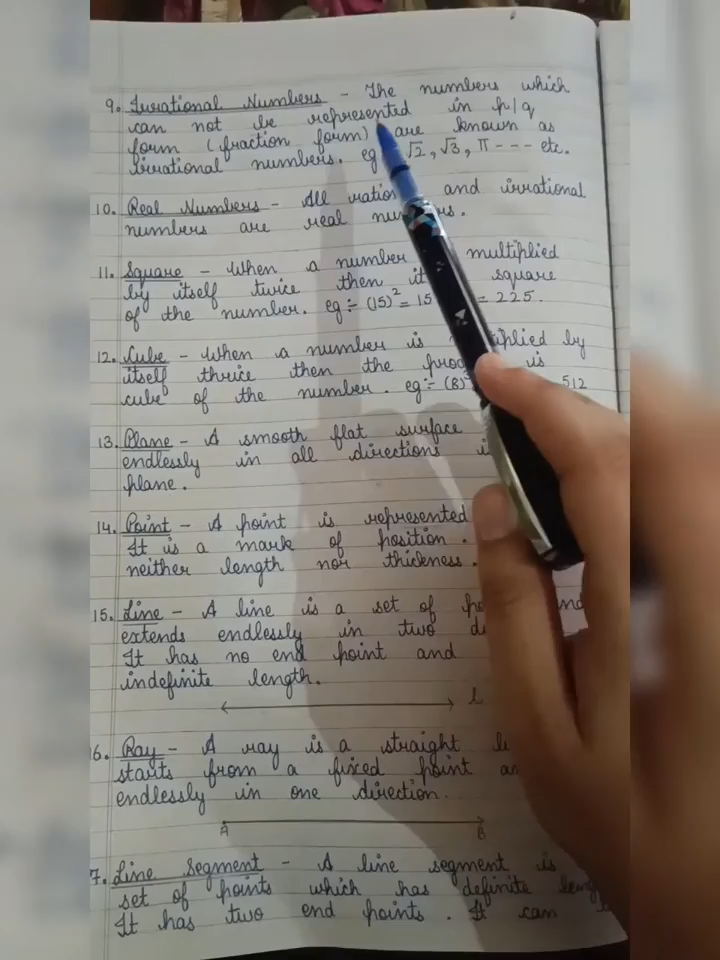 9. Irrational Numbers - The numbers which
can not be represented in p/q
form (fraction form) are known as
irrational numbers. eg √2, √3, π - - - etc.
10. Real Numbers - All and irrational
numbers are real
11. Square - When a number multiplied
by itself twice then square
of the number. eg :- (15)² = 15 = 225.
12. Cube - When a number is by
itself thrice then the is
cube of the number. eg :- (8) 512
13. Plane - A smooth flat surface
endlessly in all directions
plane.
14. Point - A point is represented
It is a mark of position.
neither length nor thickness.
15. Line - A line is a set of
extends endlessly in two
It has no end point and
indefinite length.
l
16. Ray - A ray is a straight
starts from a fixed point
endlessly in one direction.
A B
7. Line Segment - A line segment is
set of points which has definite
It has two end points. It can